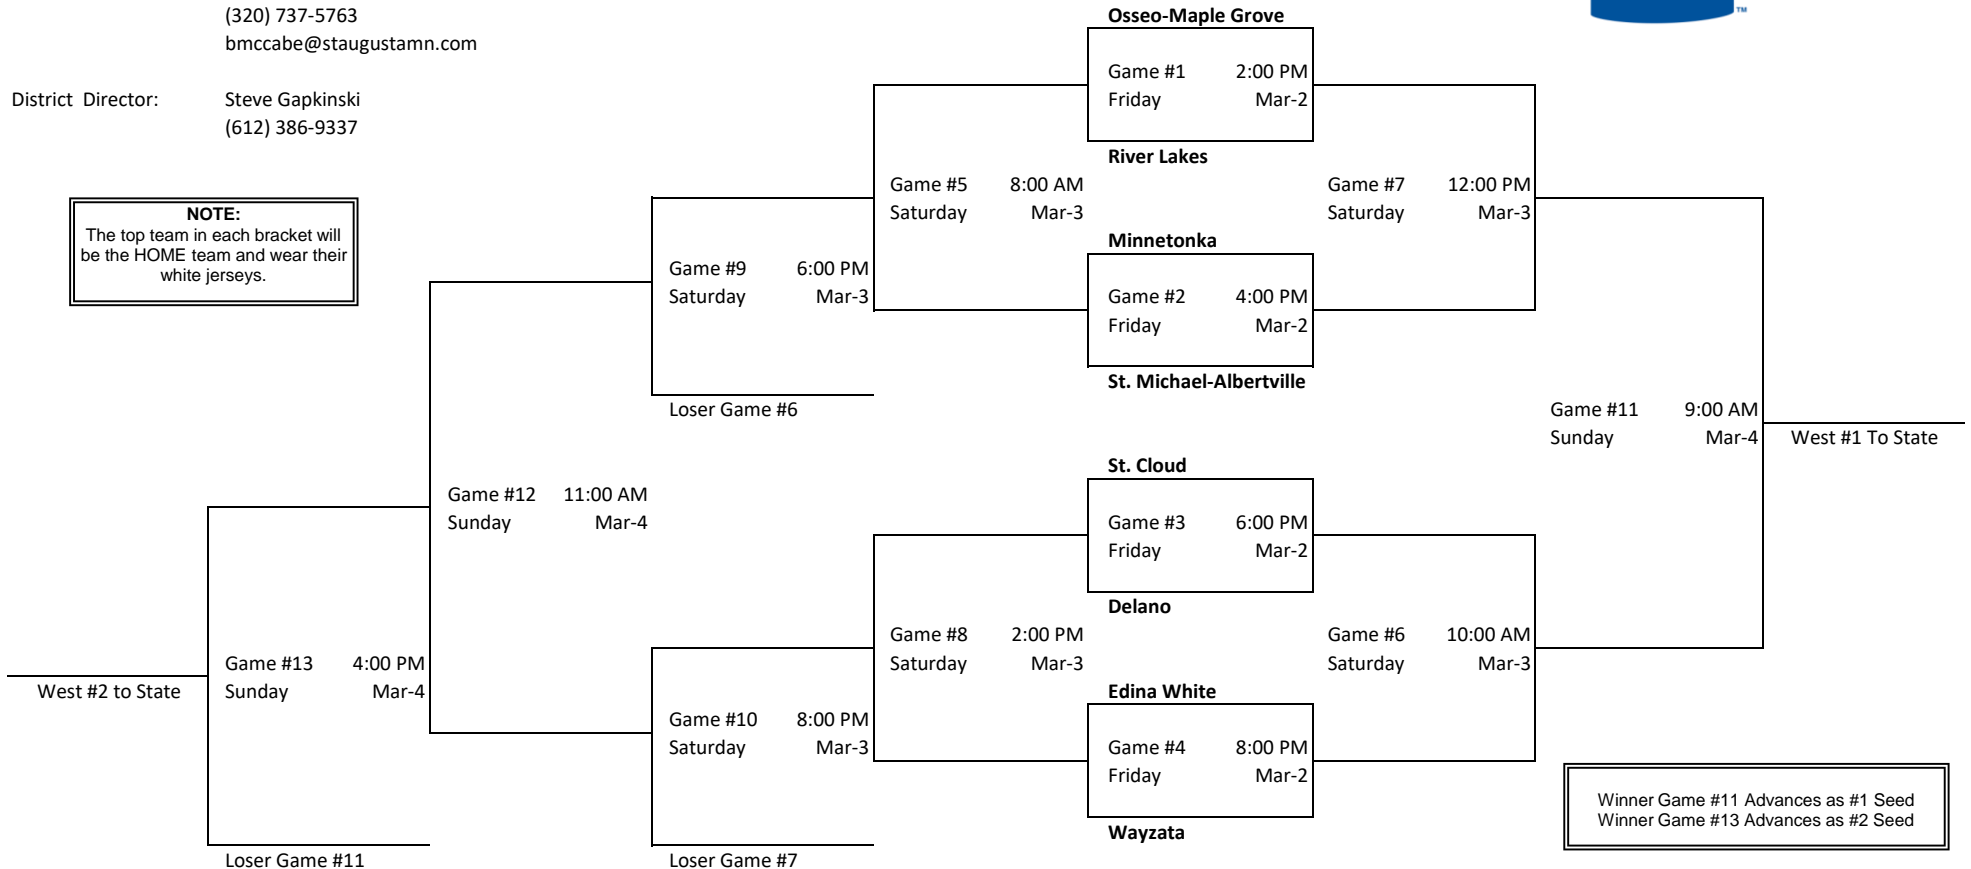 (320) 737-5763
bmccabe@staugustamn.com
District Director: Steve Gapkinski
(612) 386-9337
NOTE:
The top team in each bracket will
be the HOME team and wear their
white jerseys.
Osseo-Maple Grove
Game #1 2:00 PM
Friday Mar-2
River Lakes
Game #5 8:00 AM
Saturday Mar-3
Game #7 12:00 PM
Saturday Mar-3
Minnetonka
Game #9 6:00 PM
Saturday Mar-3
Game #2 4:00 PM
Friday Mar-2
St. Michael-Albertville
Loser Game #6
Game #11 9:00 AM
Sunday Mar-4
West #1 To State
St. Cloud
Game #12 11:00 AM
Sunday Mar-4
Game #3 6:00 PM
Friday Mar-2
Delano
Game #8 2:00 PM
Saturday Mar-3
Game #6 10:00 AM
Saturday Mar-3
Game #13 4:00 PM
Sunday Mar-4
West #2 to State
Edina White
Game #10 8:00 PM
Saturday Mar-3
Game #4 8:00 PM
Friday Mar-2
Wayzata
Winner Game #11 Advances as #1 Seed
Winner Game #13 Advances as #2 Seed
Loser Game #11
Loser Game #7
TM